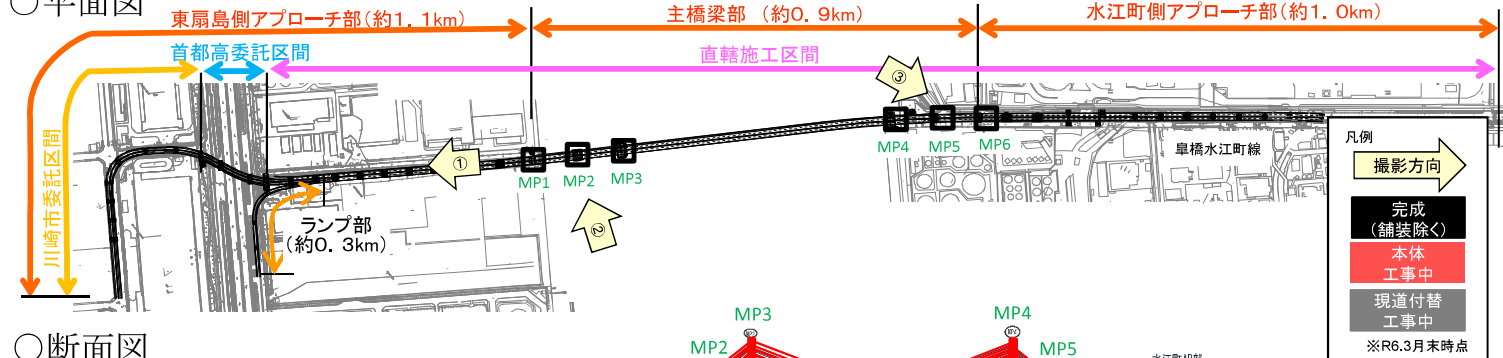 ○平面図
東扇島側アプローチ部(約1.1km)
主橋梁部 (約0.9km)
水江町側アプローチ部(約1.0km)
首都高委託区間
直轄施工区間
川崎市委託区間
①
②
③
MP1
MP2
MP3
MP4
MP5
MP6
皐橋水江町線
ランプ部
(約0.3km)
凡例
撮影方向
完成
(舗装除く)
本体
工事中
現道付替
工事中
※R6.3月末時点
○断面図
MP3
MP2
MP4
MP5